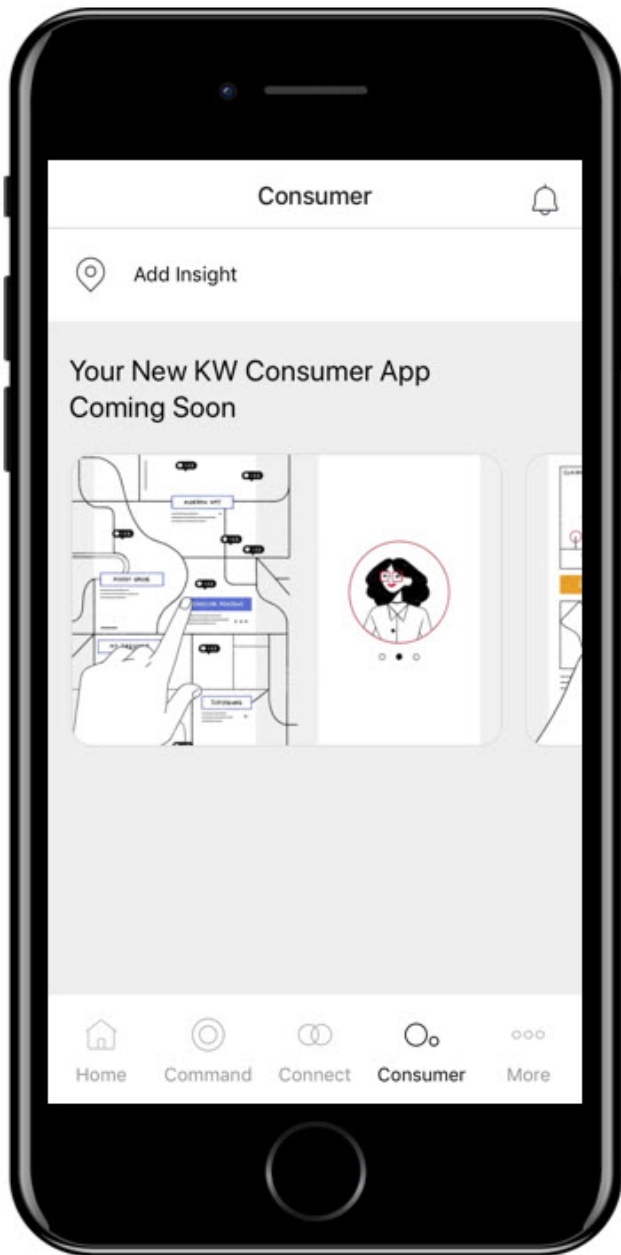 Consumer
Add Insight
Your New KW Consumer App
Coming Soon
Home
Command
Connect
Consumer
More